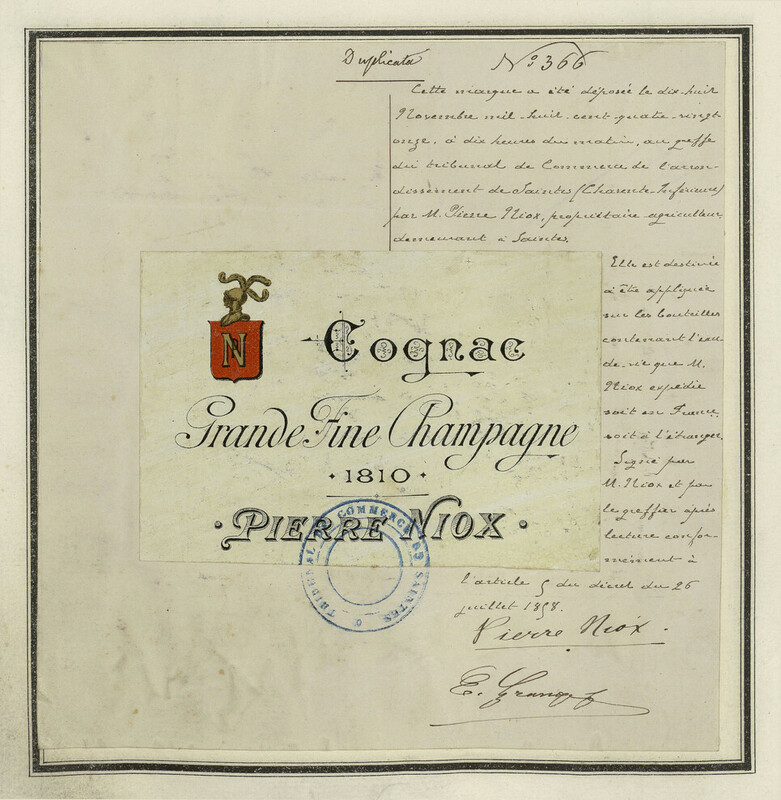 Duplicata
N° 366
Cette marque a été déposée le dix-huit
Novembre mil-huit-cent-quatre-vingt-
onze, à dix heures du matin, au greffe
du tribunal de Commerce de l'arron-
dissement de Saintes (Charente-Inférieure)
par M. Pierre Niox, propriétaire agriculteur
demeurant à Saintes.
Elle est destinée
à être appliquée
sur les bouteilles
contenant l'eau-
de-vie que M.
Niox expédie
soit en France,
soit à l'étranger.
Signé par
M. Niox et par
le greffier après
lecture confor-
mément à
l'article 5 du décret du 26
juillet 1858.
Pierre Niox.
N
Cognac
Grande Fine Champagne
1810
PIERRE NIOX
TRIBUNAL DE COMMERCE DE SAINTES